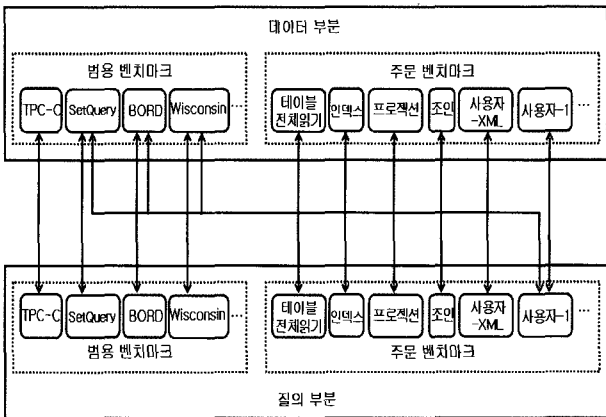 데이터 부분
범용 벤치마크
주문 벤치마크
TPC-C
SetQuery
BORD
Wisconsin
...
테이블
전체읽기
인덱스
프로젝션
조인
사용자
-XML
사용자-1
...
TPC-C
SetQuery
BORD
Wisconsin
...
테이블
전체읽기
인덱스
프로젝션
조인
사용자
-XML
사용자-1
...
범용 벤치마크
주문 벤치마크
질의 부분